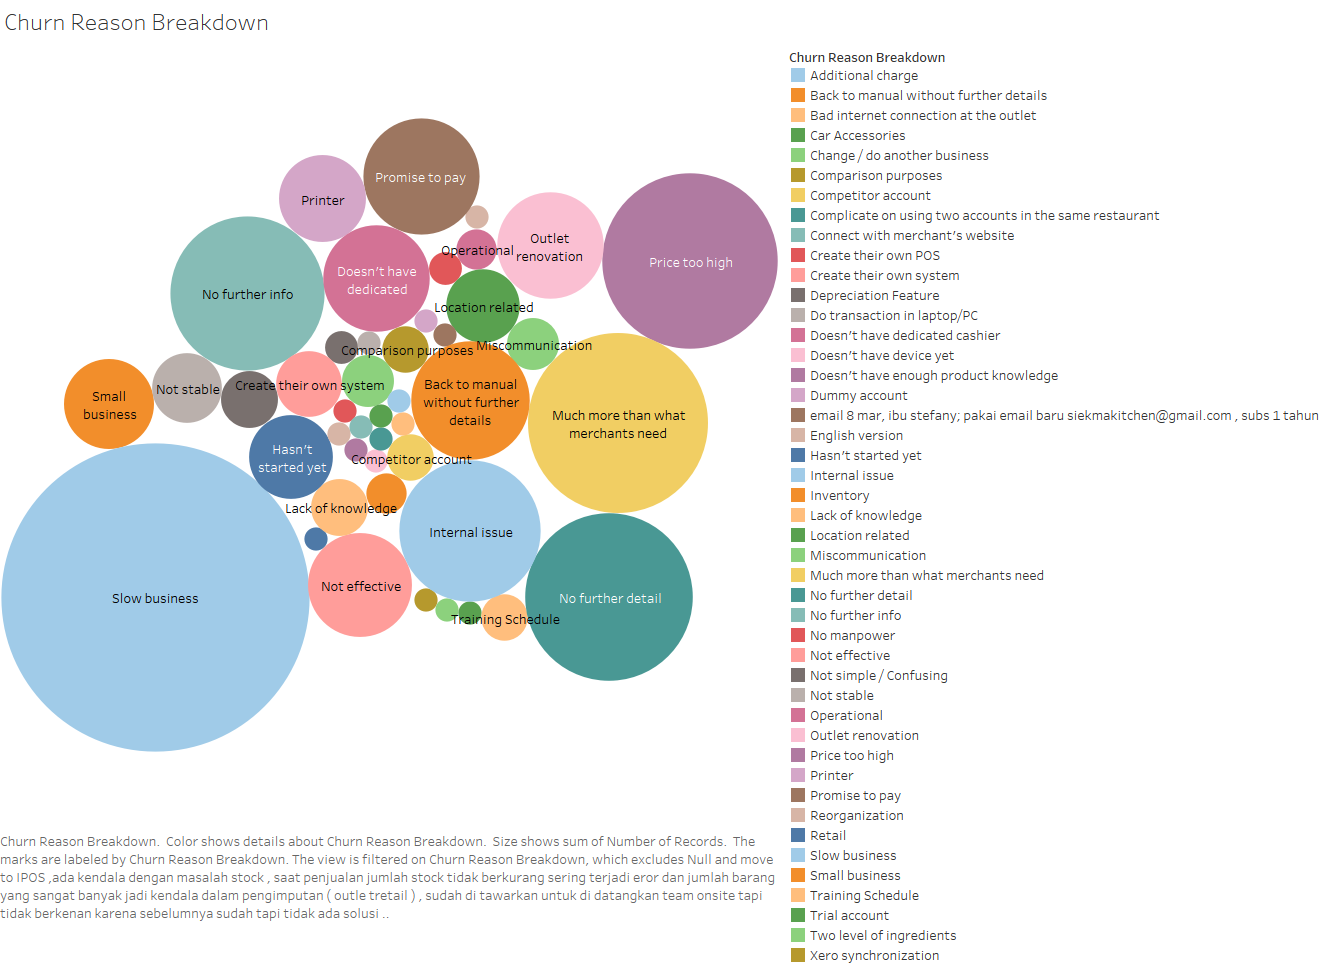 Churn Reason Breakdown
Promise to pay
Printer
Operational
Outlet
renovation
Price too high
Doesn't have
dedicated
No further info
Location related
Miscommunication
Comparison purposes
Create their own system
Not stable
Small
business
Back to manual
without further
details
Much more than what
merchants need
Hasn't
started yet
Competitor account
Lack of knowledge
Internal issue
Not effective
Slow business
No further detail
Training Schedule
Churn Reason Breakdown
Additional charge
Back to manual without further details
Bad internet connection at the outlet
Car Accessories
Change / do another business
Comparison purposes
Competitor account
Complicate on using two accounts in the same restaurant
Connect with merchant's website
Create their own POS
Create their own system
Depreciation Feature
Do transaction in laptop/PC
Doesn't have dedicated cashier
Doesn't have device yet
Doesn't have enough product knowledge
Dummy account
email 8 mar, ibu stefany; pakai email baru siekmakitchen@gmail.com , subs 1 tahun
English version
Hasn't started yet
Internal issue
Inventory
Lack of knowledge
Location related
Miscommunication
Much more than what merchants need
No further detail
No further info
No manpower
Not effective
Not simple / Confusing
Not stable
Operational
Outlet renovation
Price too high
Printer
Promise to pay
Reorganization
Retail
Slow business
Small business
Training Schedule
Trial account
Two level of ingredients
Xero synchronization
Churn Reason Breakdown.  Color shows details about Churn Reason Breakdown.  Size shows sum of Number of Records.  The
marks are labeled by Churn Reason Breakdown. The view is filtered on Churn Reason Breakdown, which excludes Null and move
to IPOS ,ada kendala dengan masalah stock , saat penjualan jumlah stock tidak berkurang sering terjadi eror dan jumlah barang
yang sangat banyak jadi kendala dalam pengimputan ( outle tretail ) , sudah di tawarkan untuk di datangkan team onsite tapi
tidak berkenan karena sebelumnya sudah tapi tidak ada solusi ..